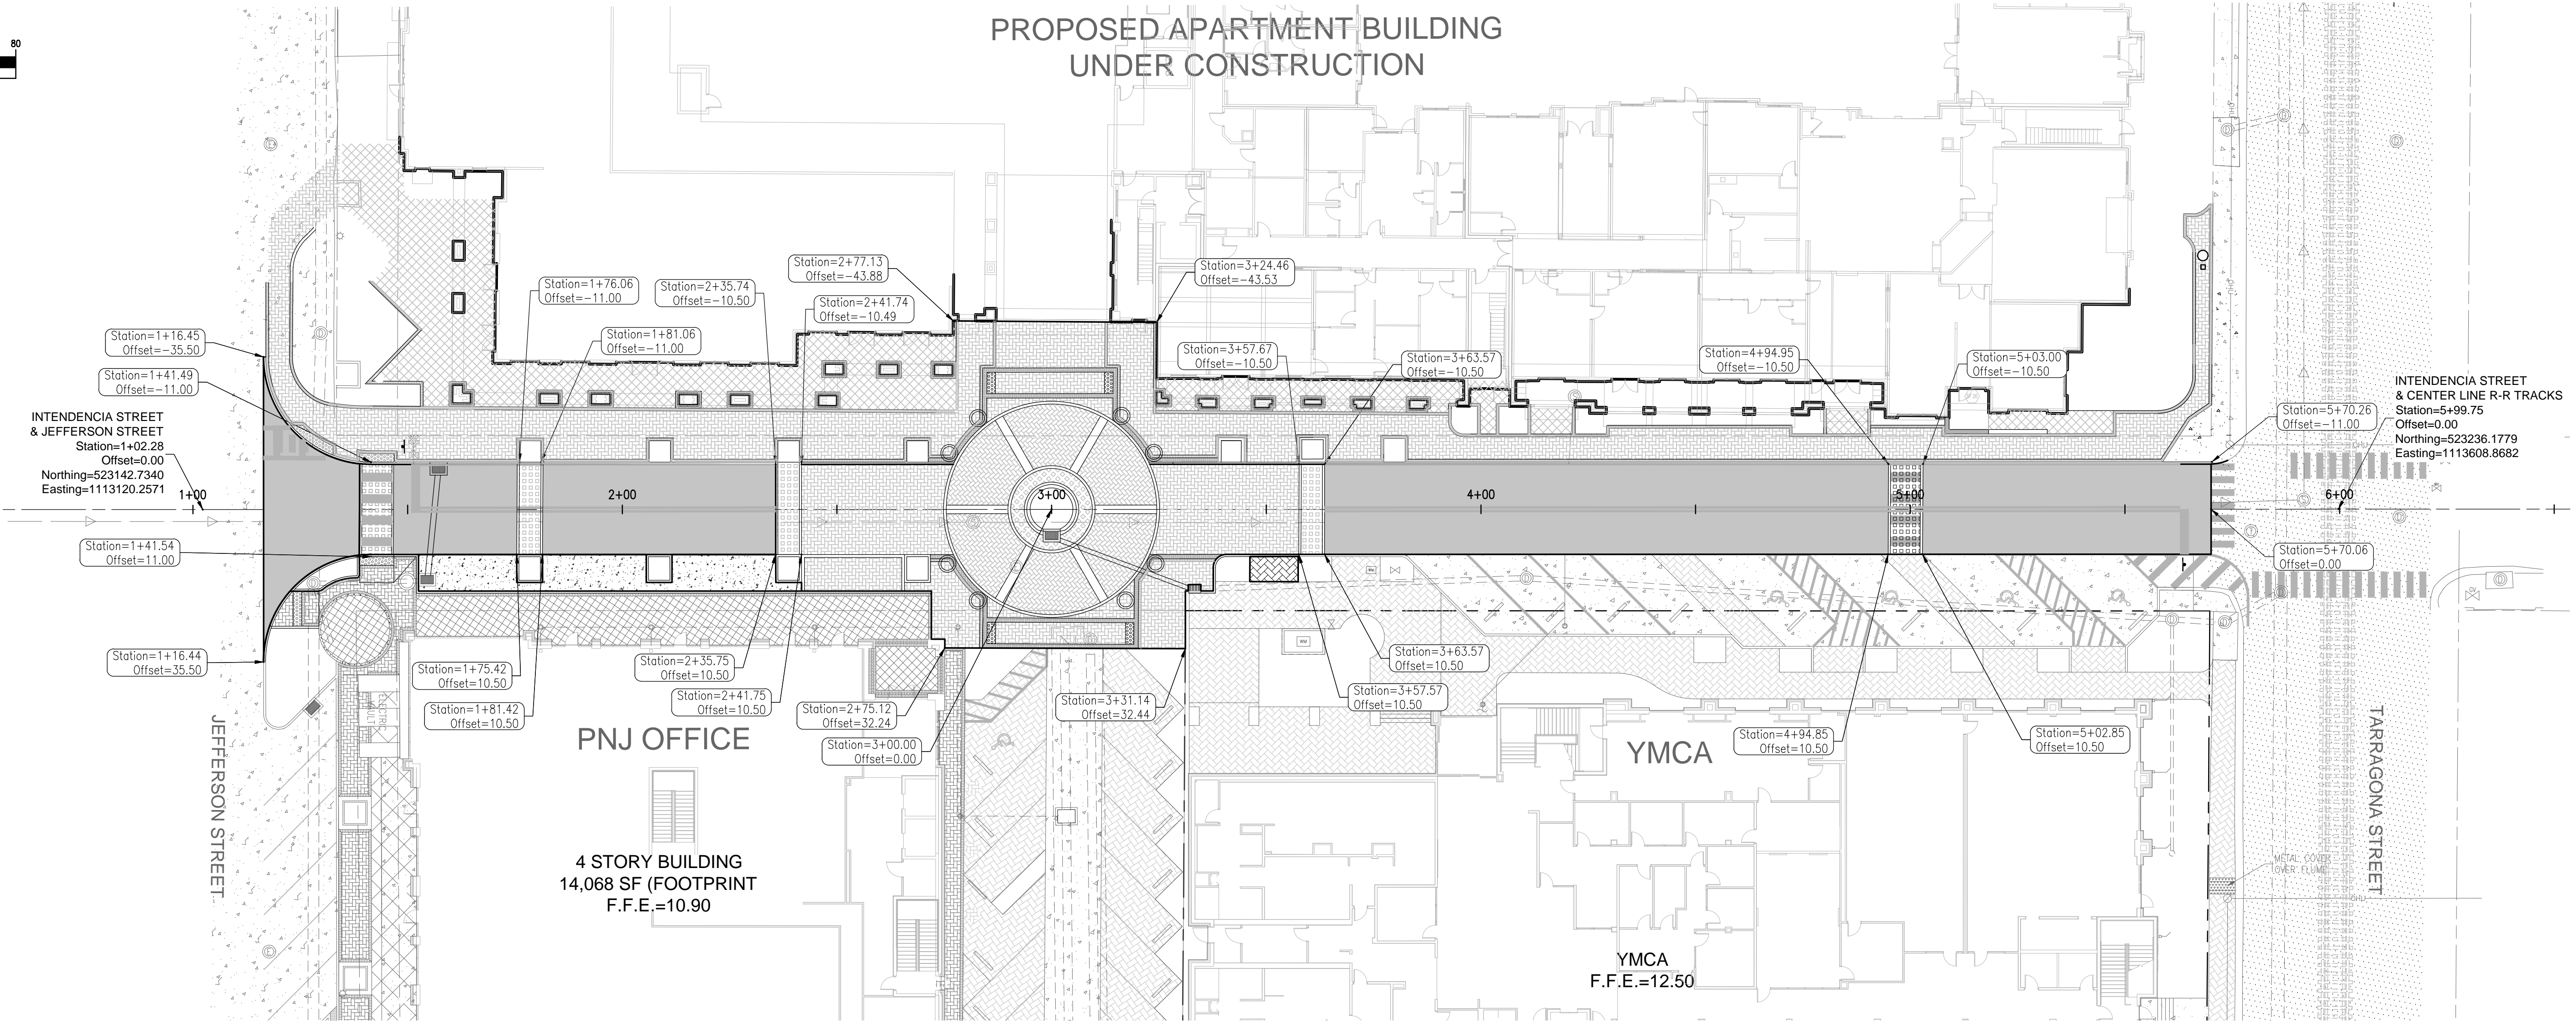 80
PROPOSED APARTMENT BUILDING
UNDER CONSTRUCTION
Station=2+77.13
Offset=-43.88
Station=3+24.46
Offset=-43.53
Station=1+76.06
Offset=-11.00
Station=2+35.74
Offset=-10.50
Station=2+41.74
Offset=-10.49
Station=1+16.45
Offset=-35.50
Station=1+81.06
Offset=-11.00
Station=3+57.67
Offset=-10.50
Station=3+63.57
Offset=-10.50
Station=4+94.95
Offset=-10.50
Station=5+03.00
Offset=-10.50
Station=1+41.49
Offset=-11.00
INTENDENCIA STREET
& JEFFERSON STREET
Station=1+02.28
Offset=0.00
Northing=523142.7340
Easting=1113120.2571
INTENDENCIA STREET
& CENTER LINE R-R TRACKS
Station=5+99.75
Offset=0.00
Northing=523236.1779
Easting=1113608.8682
Station=5+70.26
Offset=-11.00
1+00
2+00
3+00
4+00
5+00
6+00
Station=1+41.54
Offset=11.00
Station=5+70.06
Offset=0.00
Station=1+16.44
Offset=35.50
Station=1+75.42
Offset=10.50
Station=2+35.75
Offset=10.50
Station=3+63.57
Offset=10.50
Station=1+81.42
Offset=10.50
Station=2+41.75
Offset=10.50
Station=2+75.12
Offset=32.24
Station=3+31.14
Offset=32.44
Station=3+57.57
Offset=10.50
Station=3+00.00
Offset=0.00
Station=4+94.85
Offset=10.50
Station=5+02.85
Offset=10.50
WM
OHU
OHU
OHU
ELECTRIC
VAULT
PNJ OFFICE
YMCA
JEFFERSON STREET
TARRAGONA STREET
4 STORY BUILDING
14,068 SF (FOOTPRINT
F.F.E.=10.90
METAL COVER
OVER FLUME
OHU
YMCA
F.F.E.=12.50